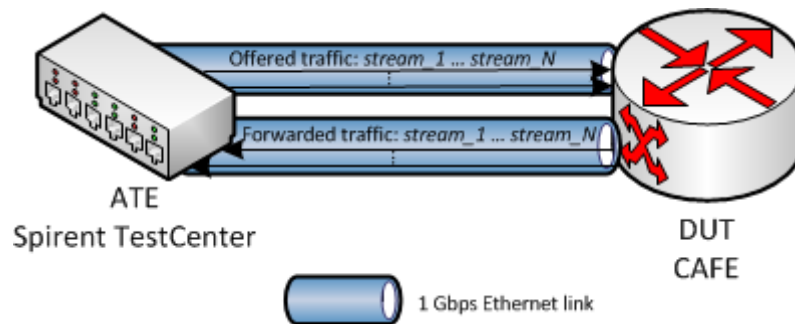 Offered traffic: stream_1 ... stream_N
Forwarded traffic: stream_1 ... stream_N
ATE
Spirent TestCenter
DUT
CAFE
1 Gbps Ethernet link